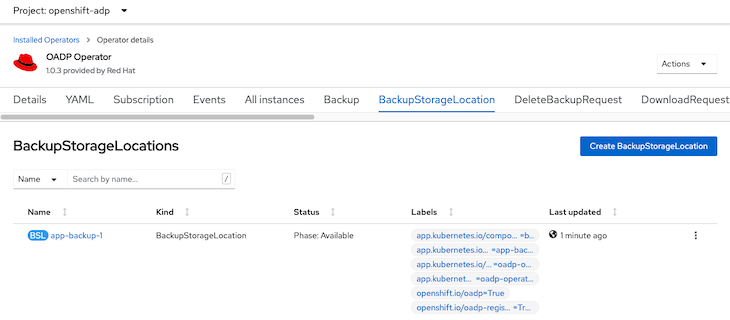 Project: openshift-adp
Installed Operators > Operator details
OADP Operator
1.0.3 provided by Red Hat
Actions
Details YAML Subscription Events All instances Backup BackupStorageLocation DeleteBackupRequest DownloadRequest
BackupStorageLocations
Create BackupStorageLocation
Name Search by name... /
Name Kind Status Labels Last updated
BSL app-backup-1 BackupStorageLocation Phase: Available app.kubernetes.io/compo... =b... 1 minute ago
app.kubernetes.io... =app-bac...
app.kubernetes.io/... =oadp-o...
app.kubernet... =oadp-operat...
openshift.io/oadp=True
openshift.io/oadp-regis... =Tr...